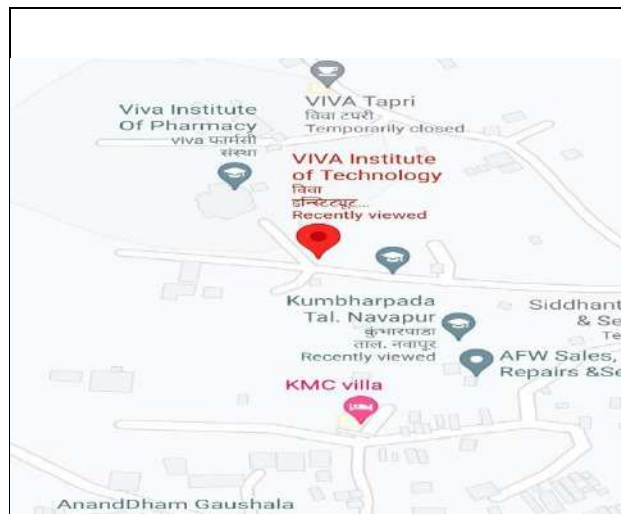 VIVA Tapri
विवा टपरी
Temporarily closed
Viva Institute
Of Pharmacy
viva फार्मसी
संस्था
VIVA Institute
of Technology
विवा
इन्स्टिट्यूट...
Recently viewed
Kumbharpada
Tal. Navapur
कुंभारपाडा
ताल. नवापूर
Recently viewed
Siddhant
& Se
Te
AFW Sales,
Repairs &Se
KMC villa
AnandDham Gaushala